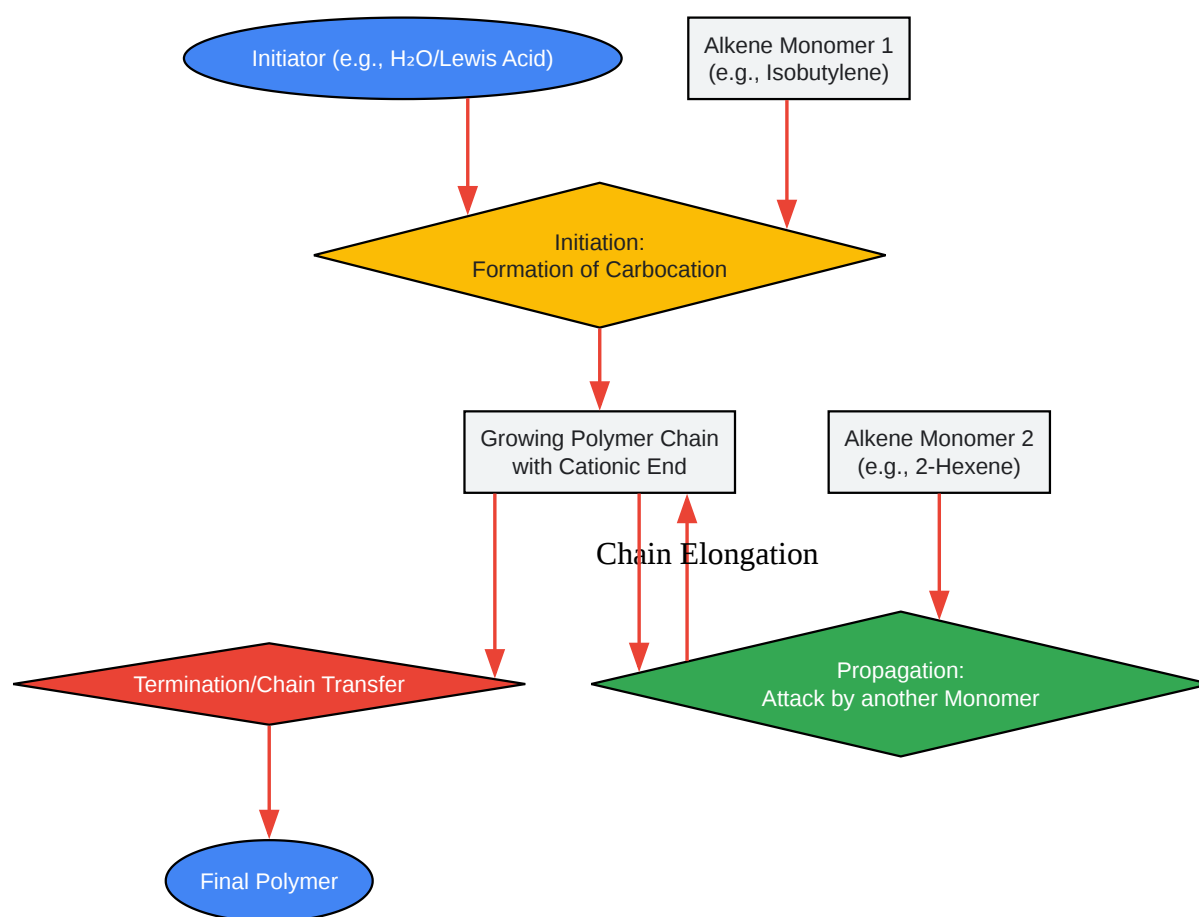 Initiator (e.g., H₂O/Lewis Acid)
Alkene Monomer 1
(e.g., Isobutylene)
Initiation:
Formation of Carbocation
Growing Polymer Chain
with Cationic End
Alkene Monomer 2
(e.g., 2-Hexene)
Chain Elongation
Termination/Chain Transfer
Propagation:
Attack by another Monomer
Final Polymer